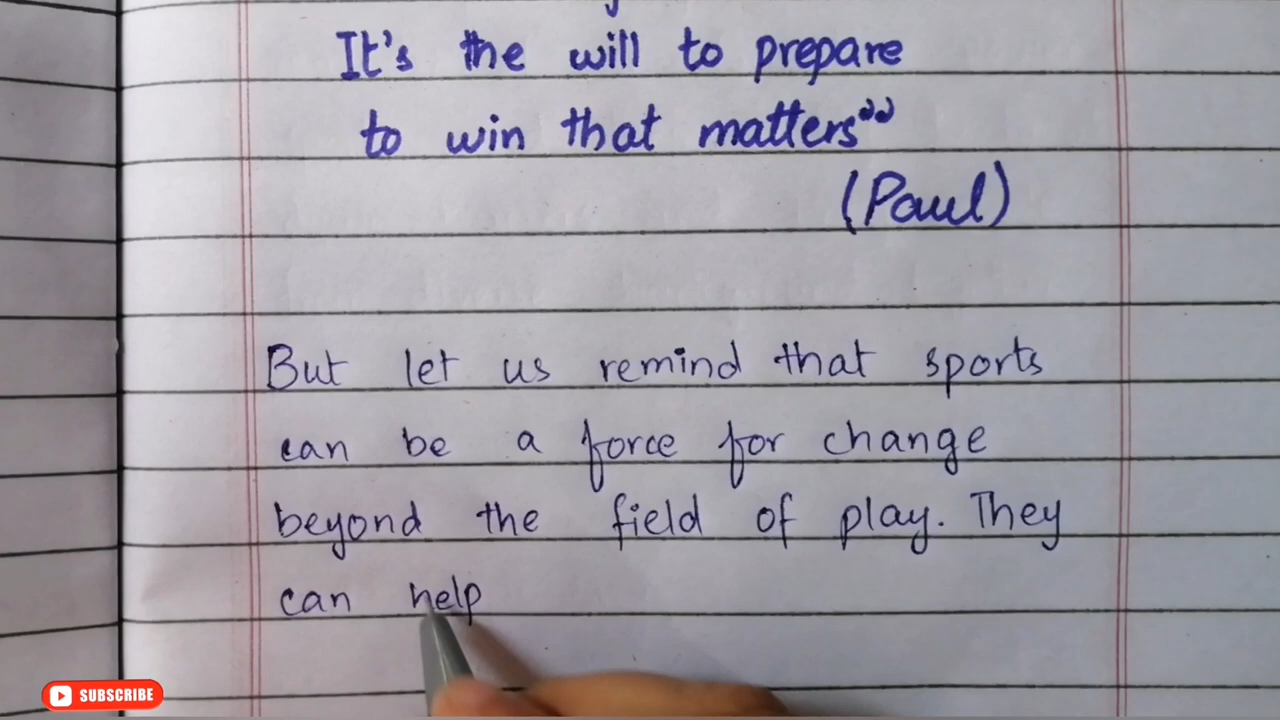 It's the will to prepare
to win that matters"
(Paul)
But let us remind that sports
can be a force for change
beyond the field of play. They
can help
SUBSCRIBE